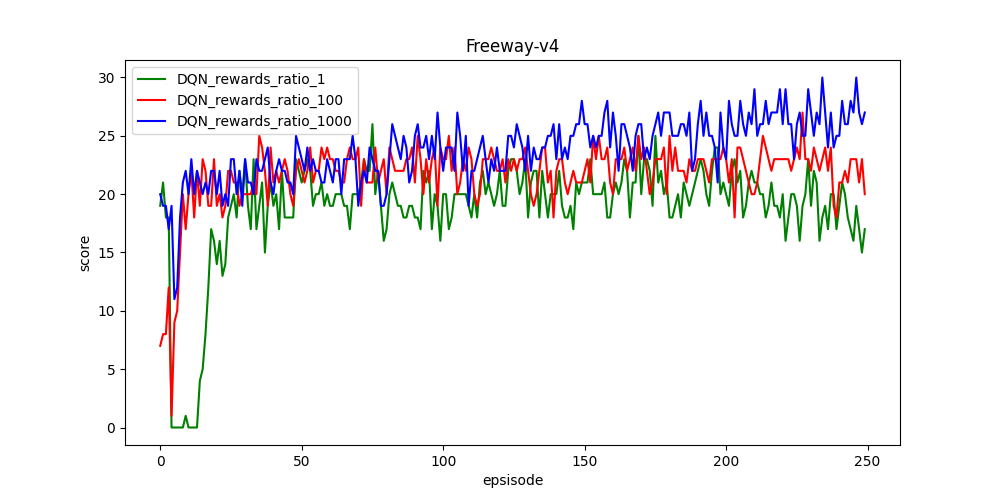 Freeway-v4
DQN_rewards_ratio_1
DQN_rewards_ratio_100
DQN_rewards_ratio_1000
30
25
20
15
10
5
0
score
0 50 100 150 200 250
epsisode